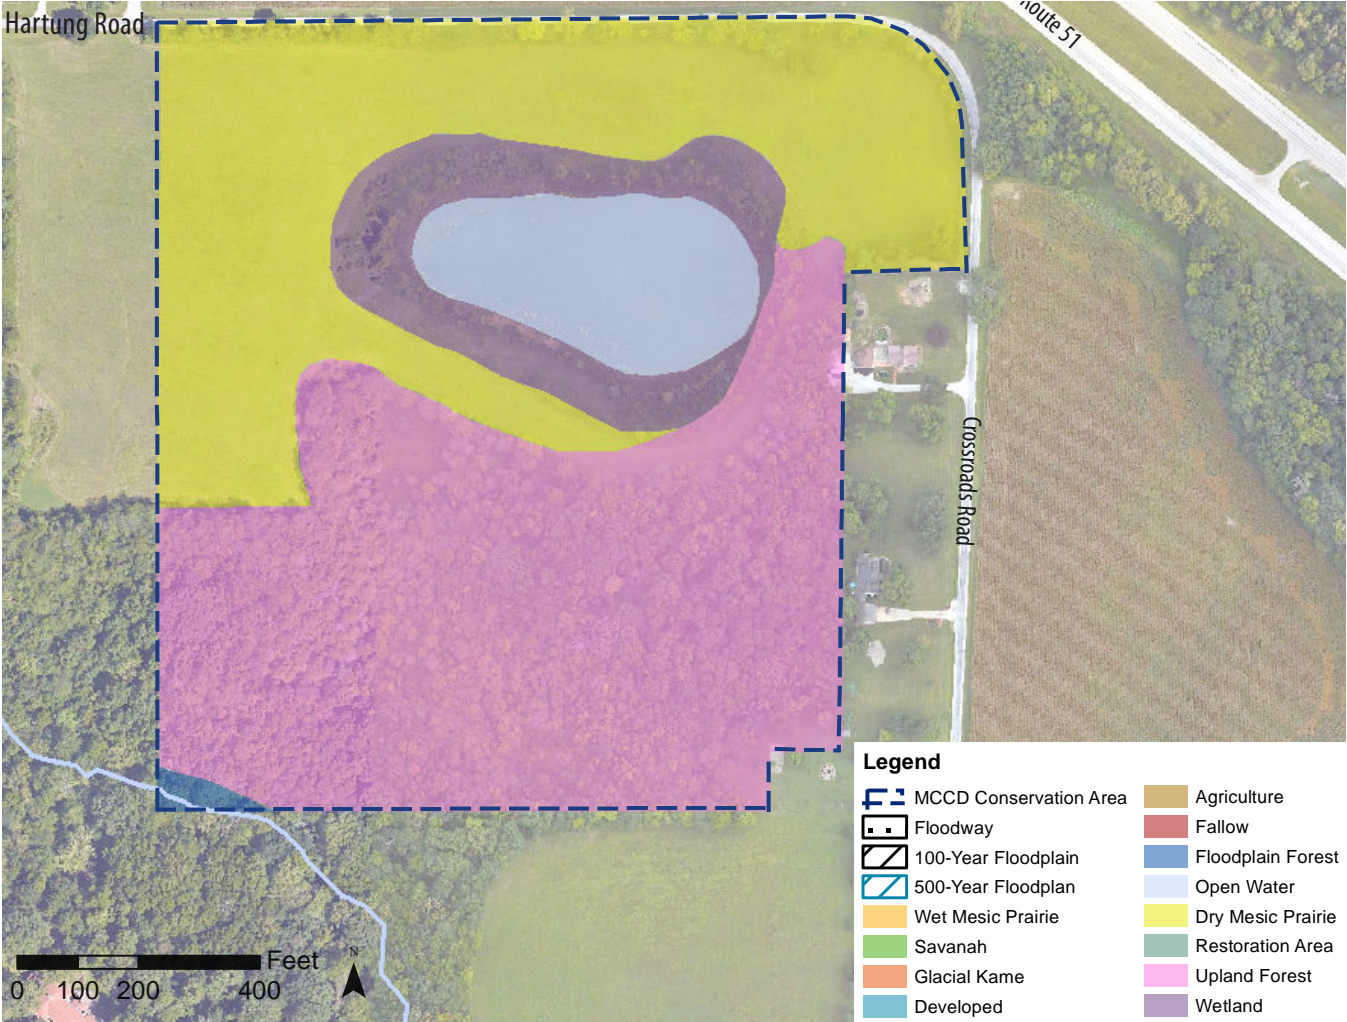 Hartung Road
Route 51
Crossroads Road
Legend
MCCD Conservation Area
Floodway
100-Year Floodplain
500-Year Floodplan
Wet Mesic Prairie
Savanah
Glacial Kame
Developed
Agriculture
Fallow
Floodplain Forest
Open Water
Dry Mesic Prairie
Restoration Area
Upland Forest
Wetland
Feet
0 100 200 400
N